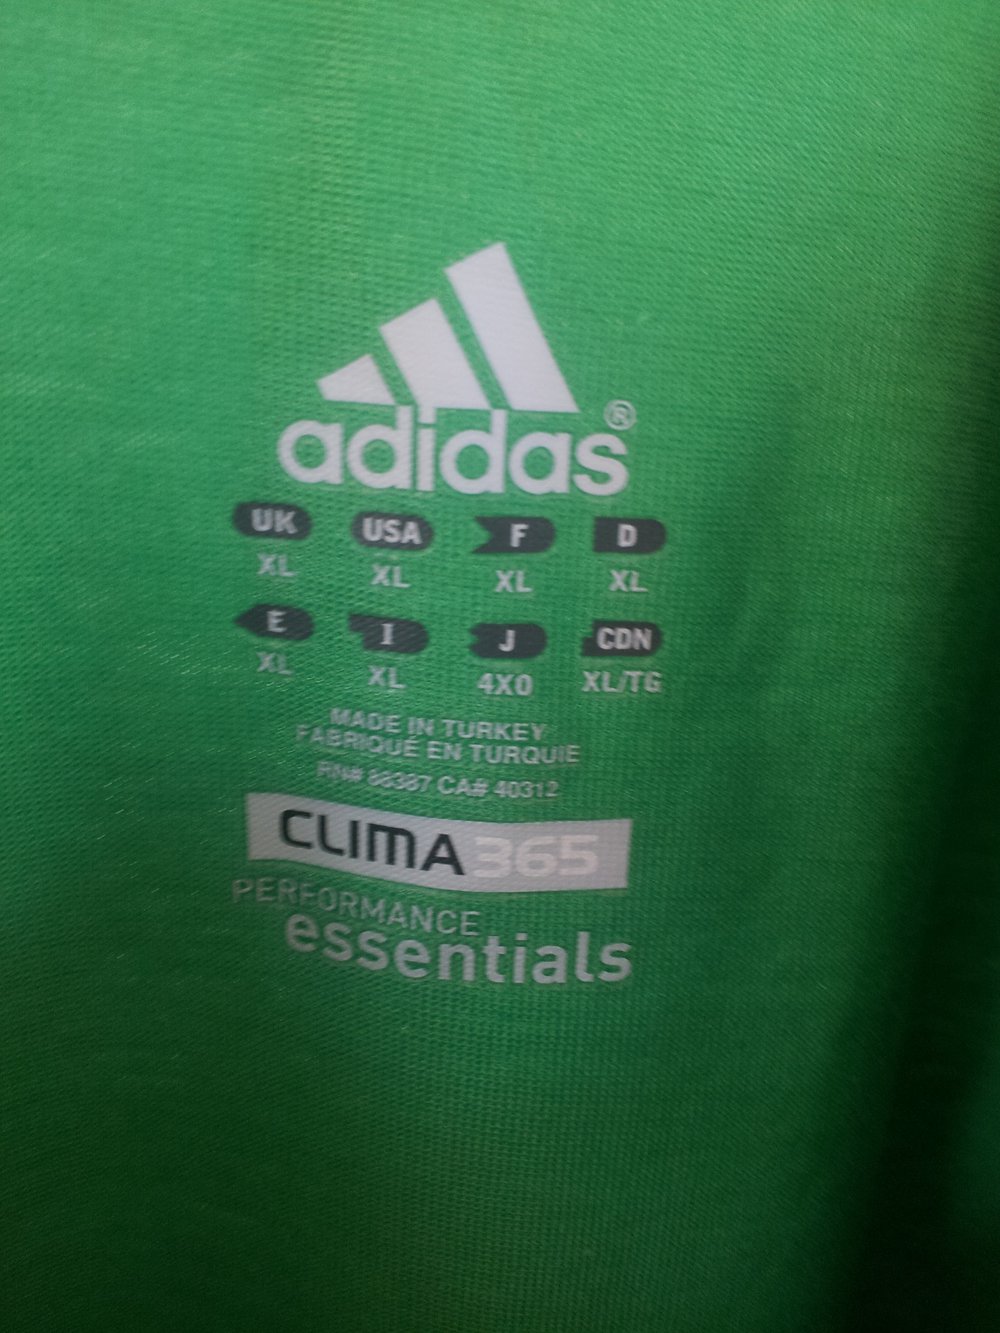 adidas®
UK USA F D
XL XL XL XL
E I J CDN
XL XL 4XO XL/TG
MADE IN TURKEY
FABRIQUÉ EN TURQUIE
RN# 88387 CA# 40312
CLIMA365
PERFORMANCE
essentials